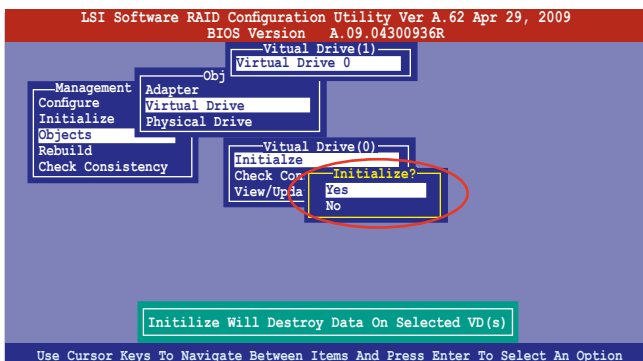 LSI Software RAID Configuration Utility Ver A.62 Apr 29, 2009
BIOS Version A.09.04300936R
Vitual Drive(1)
Virtual Drive 0
Obj
Adapter
Virtual Drive
Physical Drive
Management
Configure
Initialize
Objects
Rebuild
Check Consistency
Vitual Drive(0)
Initialze
Check Con
View/Upda
Initialize?
Yes
No
Initilize Will Destroy Data On Selected VD(s)
Use Cursor Keys To Navigate Between Items And Press Enter To Select An Option